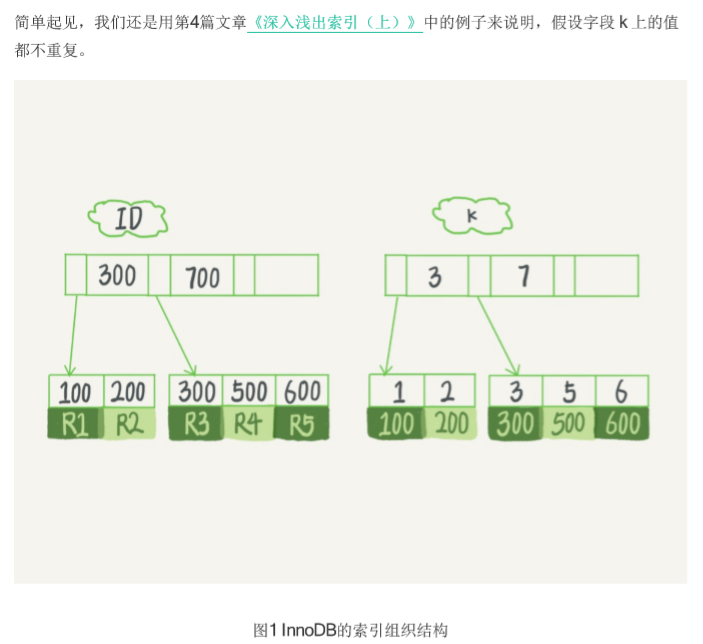 简单起见，我们还是用第4篇文章《深入浅出索引（上）》中的例子来说明，假设字段 k 上的值
都不重复。
ID
k
300 700
3 7
100 200 300 500 600
1 2 3 5 6
R1 R2 R3 R4 R5
100 200 300 500 600
图1 InnoDB的索引组织结构